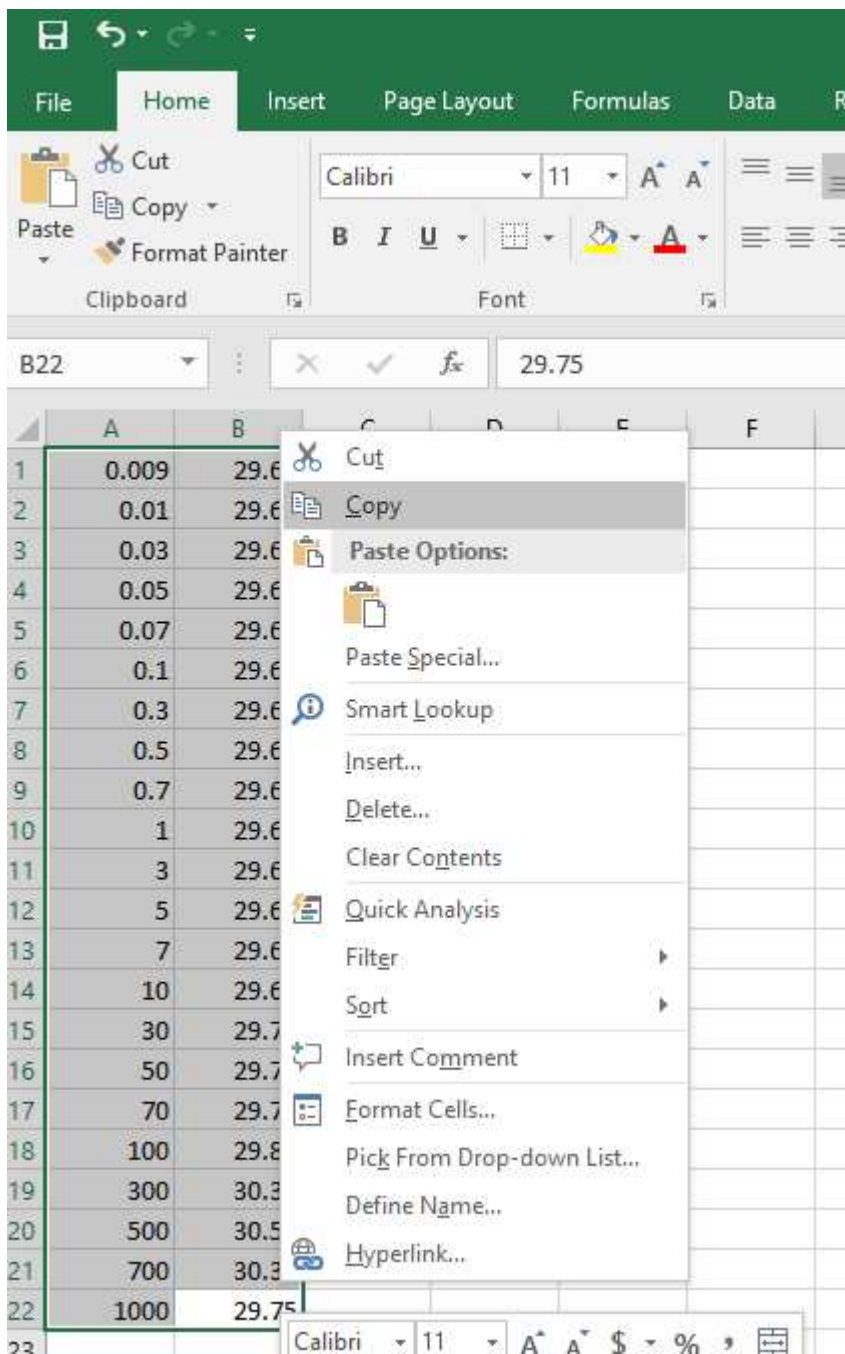 File Home Insert Page Layout Formulas Data
Cut
Calibri 11 A A
Copy
Paste
Format Painter
B I U A
Clipboard Font
B22 fx 29.75
A B F
1 0.009
2 0.01
3 0.03
4 0.05
5 0.07
6 0.1
7 0.3
8 0.5
9 0.7
10 1
11 3
12 5
13 7
14 10
15 30
16 50
17 70
18 100
19 300
20 500
21 700
22 1000 29.75
23
Cut
Copy
Paste Options:
Paste Special...
Smart Lookup
Insert...
Delete...
Clear Contents
Quick Analysis
Filter
Sort
Insert Comment
Format Cells...
Pick From Drop-down List...
Define Name...
Hyperlink...
Calibri 11 A A $ % ,